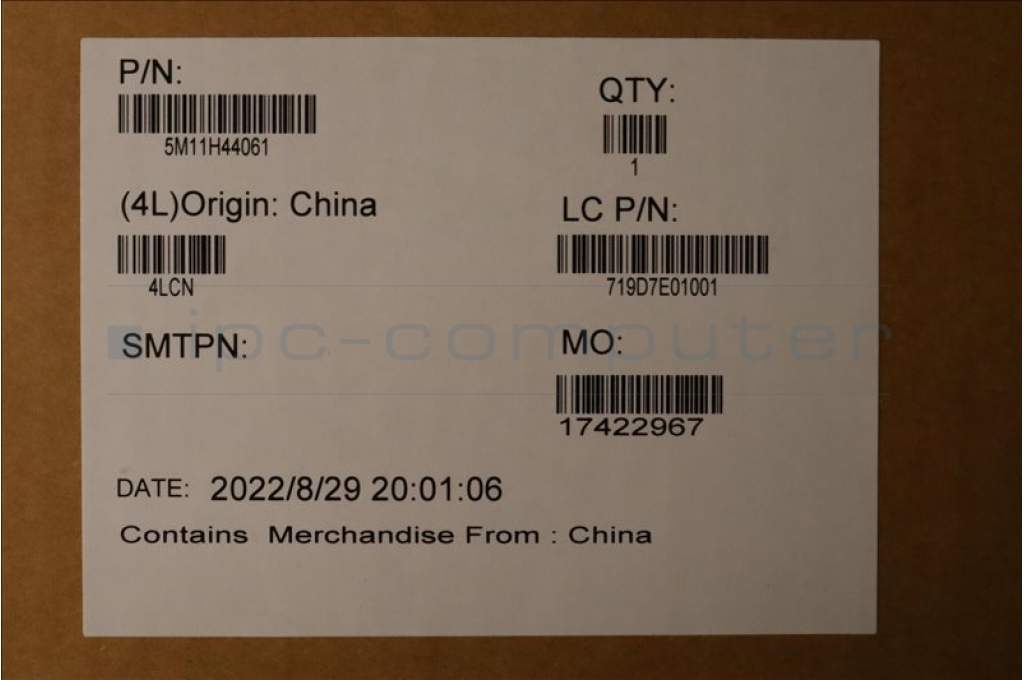 P/N:
5M11H44061
QTY:
1
(4L)Origin: China
4LCN
LC P/N:
719D7E01001
SMTPN:
ipc-computer
MO:
17422967
DATE: 2022/8/29 20:01:06
Contains Merchandise From : China